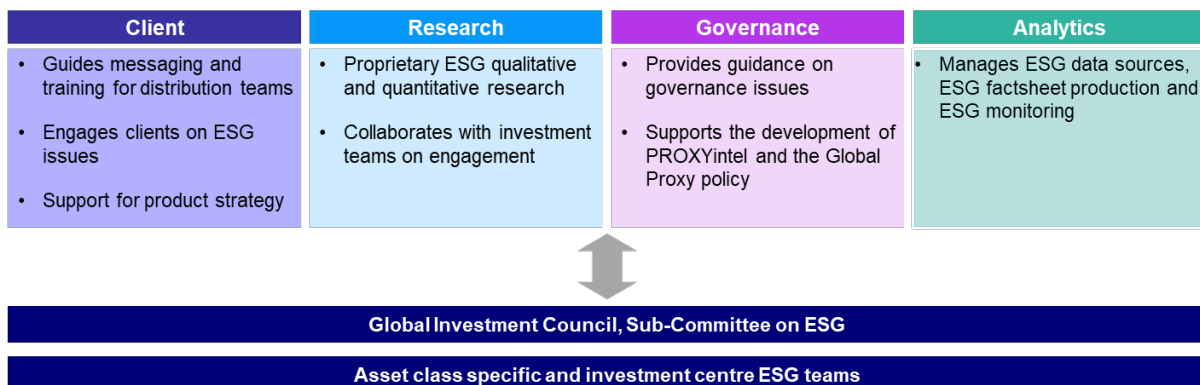 Client
• Guides messaging and
training for distribution teams
• Engages clients on ESG
issues
• Support for product strategy
Research
• Proprietary ESG qualitative
and quantitative research
• Collaborates with investment
teams on engagement
Governance
• Provides guidance on
governance issues
• Supports the development of
PROXYintel and the Global
Proxy policy
Analytics
• Manages ESG data sources,
ESG factsheet production and
ESG monitoring
Global Investment Council, Sub-Committee on ESG
Asset class specific and investment centre ESG teams